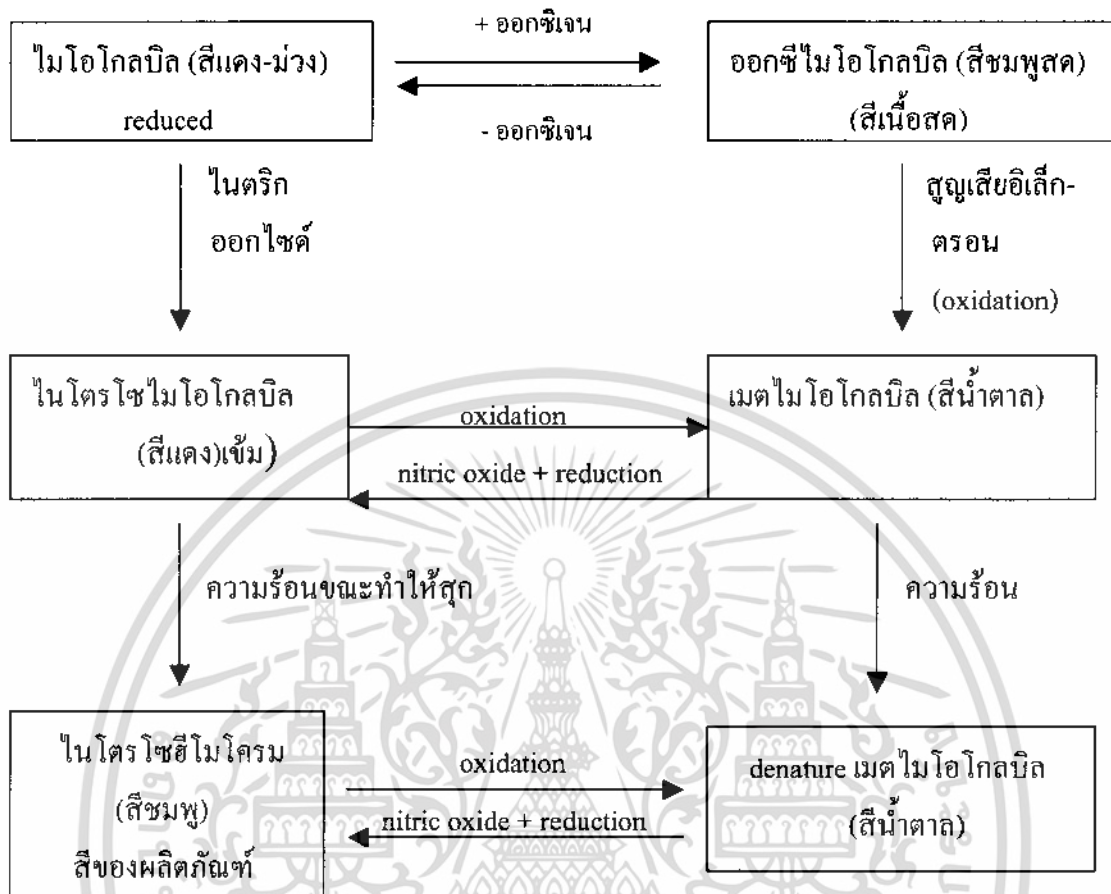 + ออกซิเจน
ไมโอโกลบิล (สีแดง-ม่วง)
reduced
ออกซีไมโอโกลบิล (สีชมพูสด)
(สีเนื้อสด)
- ออกซิเจน
ไนตริก
ออกไซด์
สูญเสียอิเล็ก-
ตรอน
(oxidation)
ไนโตรโซไมโอโกลบิล
(สีแดง)เข้ม)
oxidation
nitric oxide + reduction
เมตไมโอโกลบิล (สีน้ำตาล)
ความร้อนขณะทำให้สุก
ความร้อน
ไนโตรโซฮีโมโครม
(สีชมพู)
สีของผลิตภัณฑ์
oxidation
nitric oxide + reduction
denature เมตไมโอโกลบิล
(สีน้ำตาล)